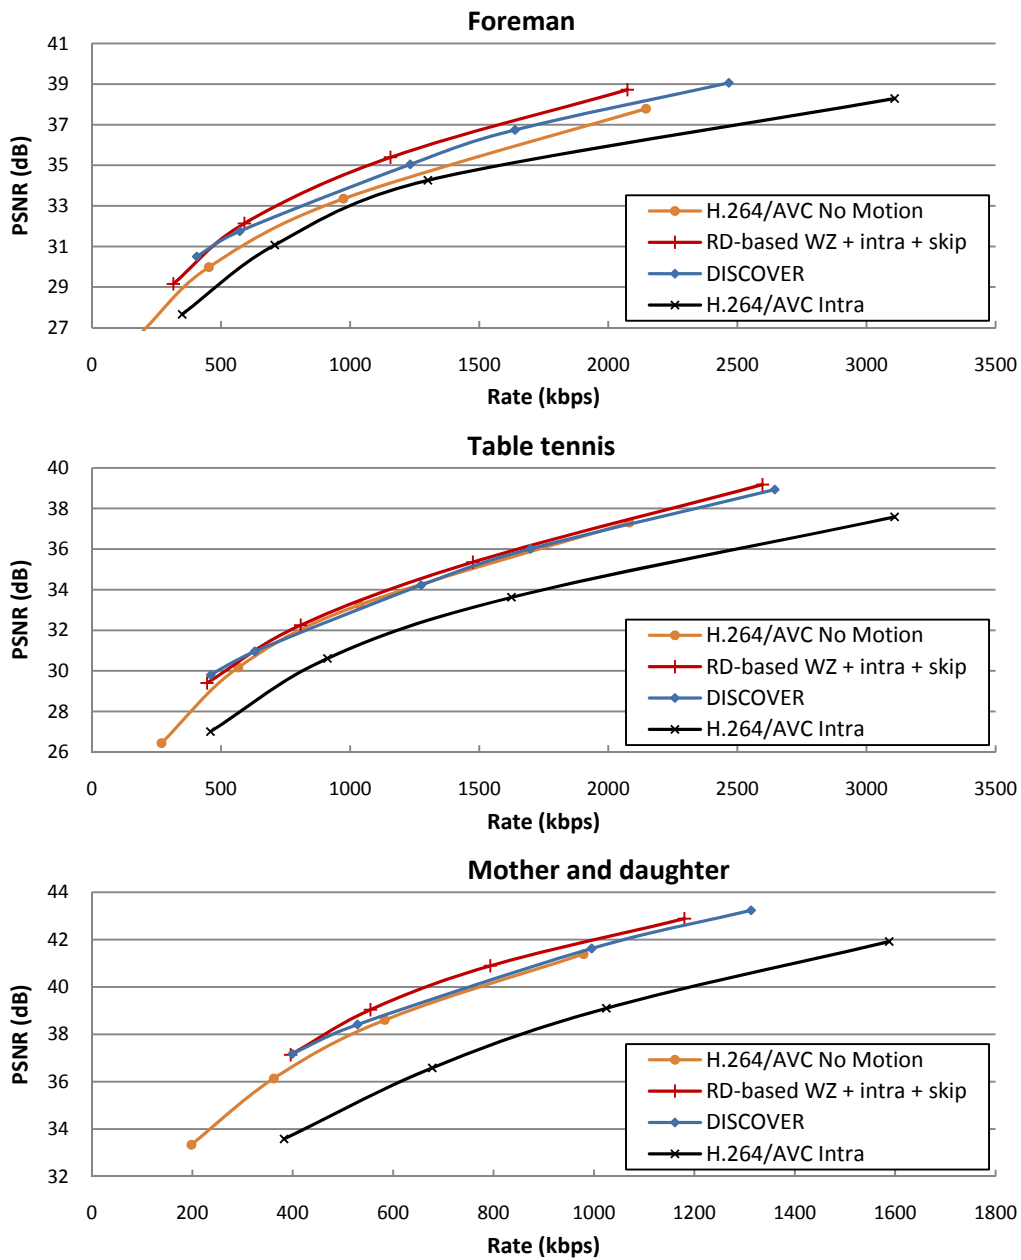 Foreman
PSNR (dB)
41
39
37
35
33
31
29
27
H.264/AVC No Motion
RD-based WZ + intra + skip
DISCOVER
H.264/AVC Intra
0 500 1000 1500 2000 2500 3000 3500
Rate (kbps)
Table tennis
PSNR (dB)
40
38
36
34
32
30
28
26
H.264/AVC No Motion
RD-based WZ + intra + skip
DISCOVER
H.264/AVC Intra
0 500 1000 1500 2000 2500 3000 3500
Rate (kbps)
Mother and daughter
PSNR (dB)
44
42
40
38
36
34
32
H.264/AVC No Motion
RD-based WZ + intra + skip
DISCOVER
H.264/AVC Intra
0 200 400 600 800 1000 1200 1400 1600 1800
Rate (kbps)